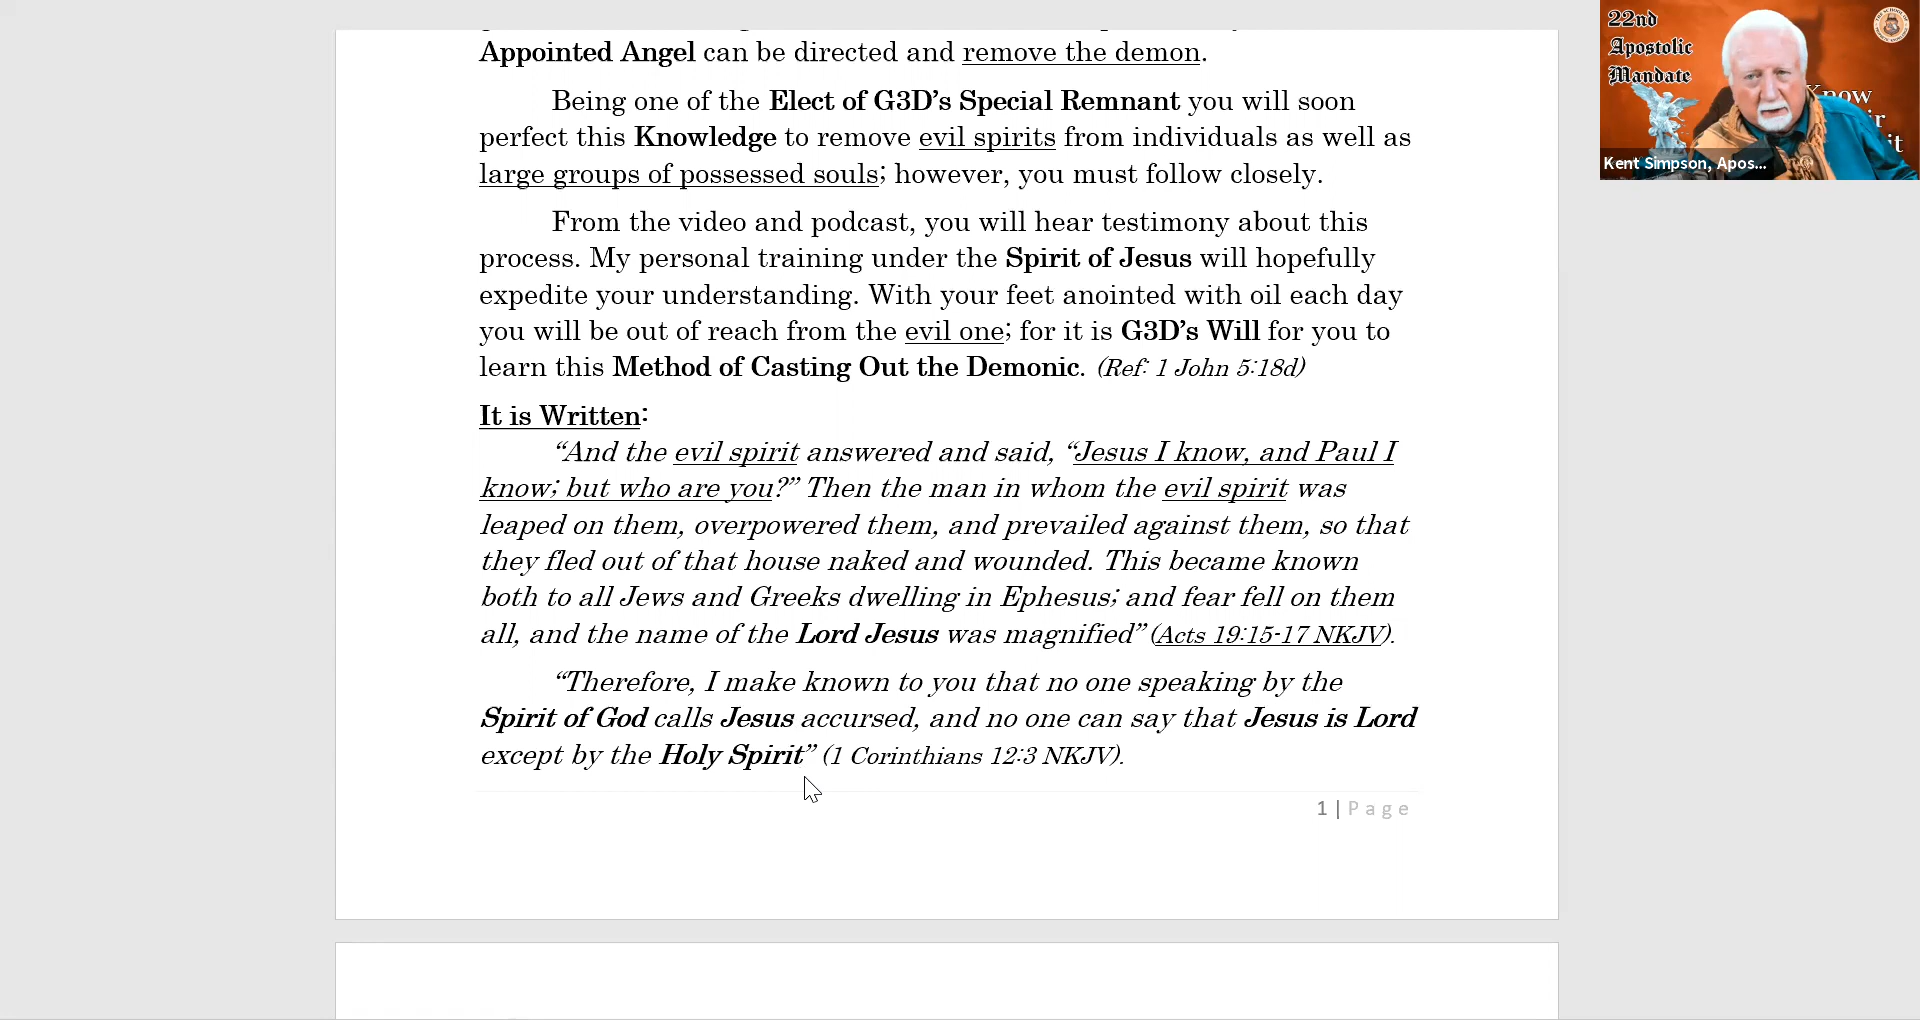 Appointed Angel can be directed and remove the demon.
Being one of the Elect of G3D’s Special Remnant you will soon
perfect this Knowledge to remove evil spirits from individuals as well as
large groups of possessed souls; however, you must follow closely.
From the video and podcast, you will hear testimony about this
process. My personal training under the Spirit of Jesus will hopefully
expedite your understanding. With your feet anointed with oil each day
you will be out of reach from the evil one; for it is G3D’s Will for you to
learn this Method of Casting Out the Demonic. (Ref: 1 John 5:18d)
It is Written:
“And the evil spirit answered and said, “Jesus I know, and Paul I
know; but who are you?” Then the man in whom the evil spirit was
leaped on them, overpowered them, and prevailed against them, so that
they fled out of that house naked and wounded. This became known
both to all Jews and Greeks dwelling in Ephesus; and fear fell on them
all, and the name of the Lord Jesus was magnified” (Acts 19:15-17 NKJV).
“Therefore, I make known to you that no one speaking by the
Spirit of God calls Jesus accursed, and no one can say that Jesus is Lord
except by the Holy Spirit” (1 Corinthians 12:3 NKJV).
1 | Page
22nd
Apostolic
Mandate
Know
Kent Simpson, Apos...